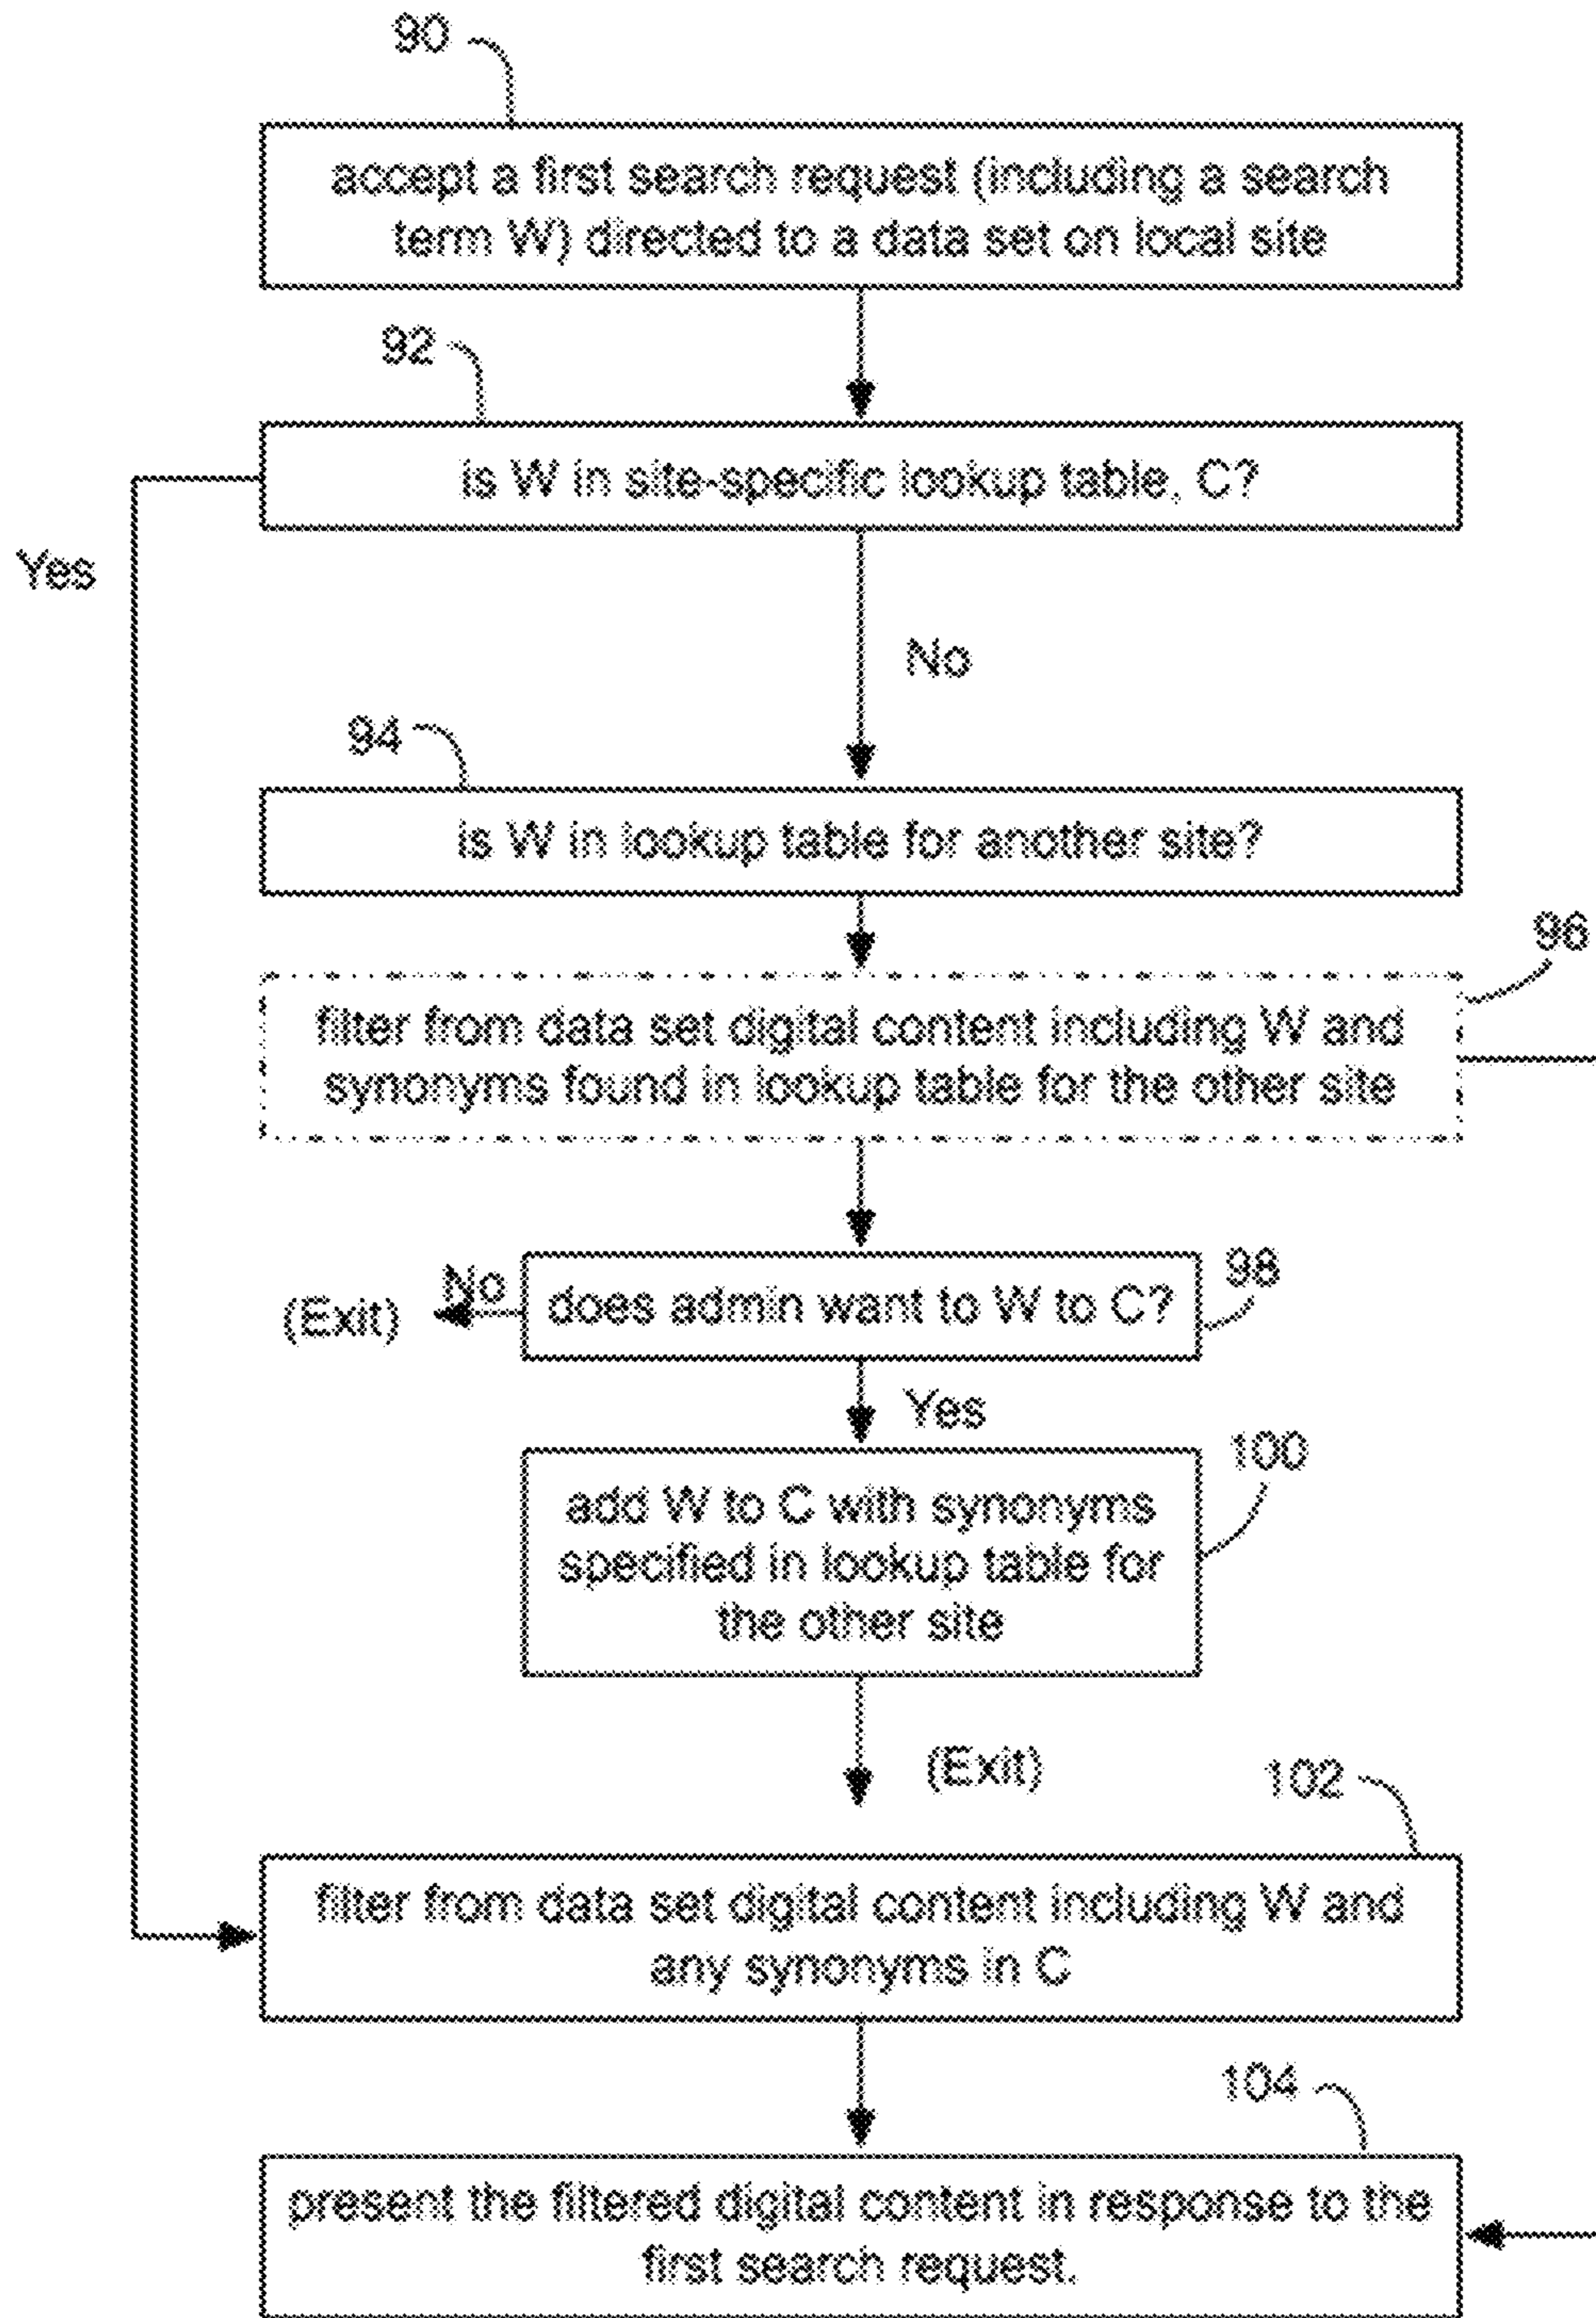 90
accept a first search request (including a search
term W) directed to a data set on local site
92
is W in site-specific lookup table, C?
Yes
No
94
is W in lookup table for another site?
96
filter from data set digital content including W and
synonyms found in lookup table for the other site
98
does admin want to W to C?
No
(Exit)
Yes
100
add W to C with synonyms
specified in lookup table for
the other site
(Exit)
102
filter from data set digital content including W and
any synonyms in C
104
present the filtered digital content in response to the
first search request.